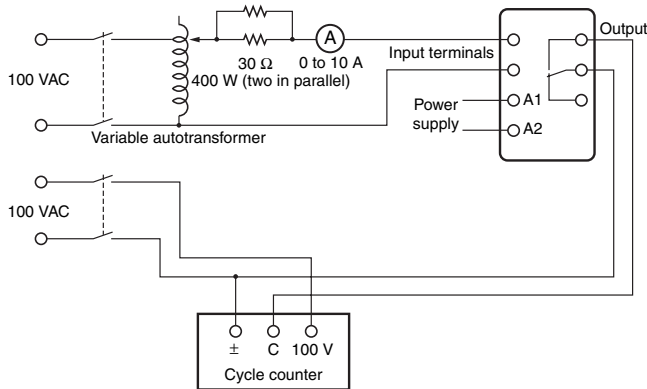 Output
A
Input terminals
30 Ω
0 to 10 A
400 W (two in parallel)
100 VAC
Power
supply
A1
A2
Variable autotransformer
100 VAC
± C 100 V
Cycle counter